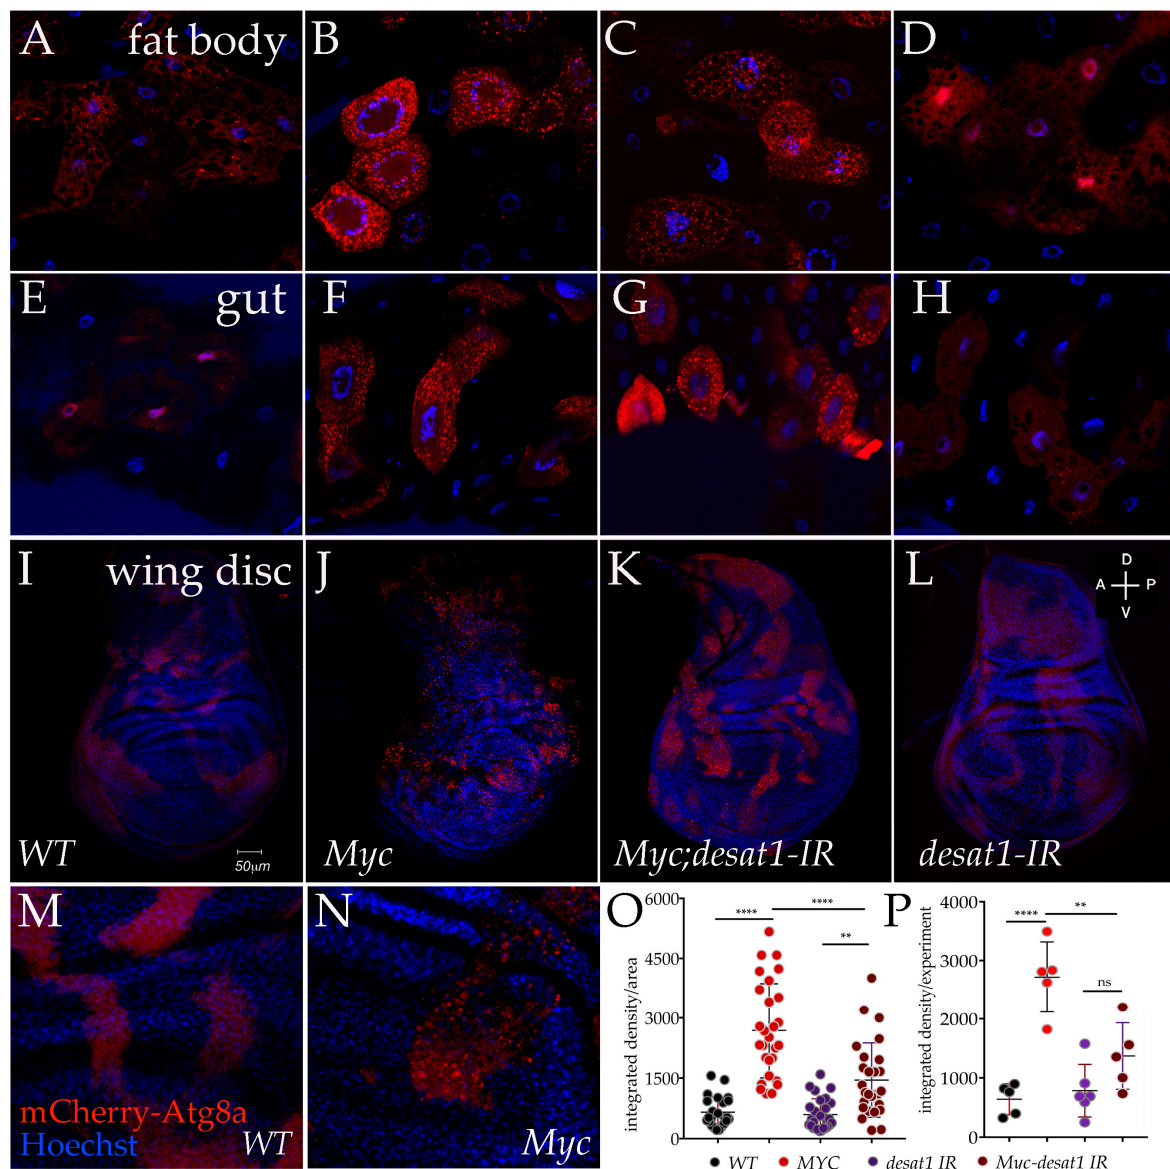 A fat body B C D
E gut F G H
I wing disc J K L
D
A P
V
WT
50μm
Myc
Myc;desat1-IR
desat1-IR
M N O P
mCherry-Atg8a
Hoechst
WT
Myc
integrated density/area
6000
4500
3000
1500
0
****
****
**
integrated density/experiment
4000
3000
2000
1000
0
****
**
ns
WT MYC desat1 IR Myc-desat1 IR